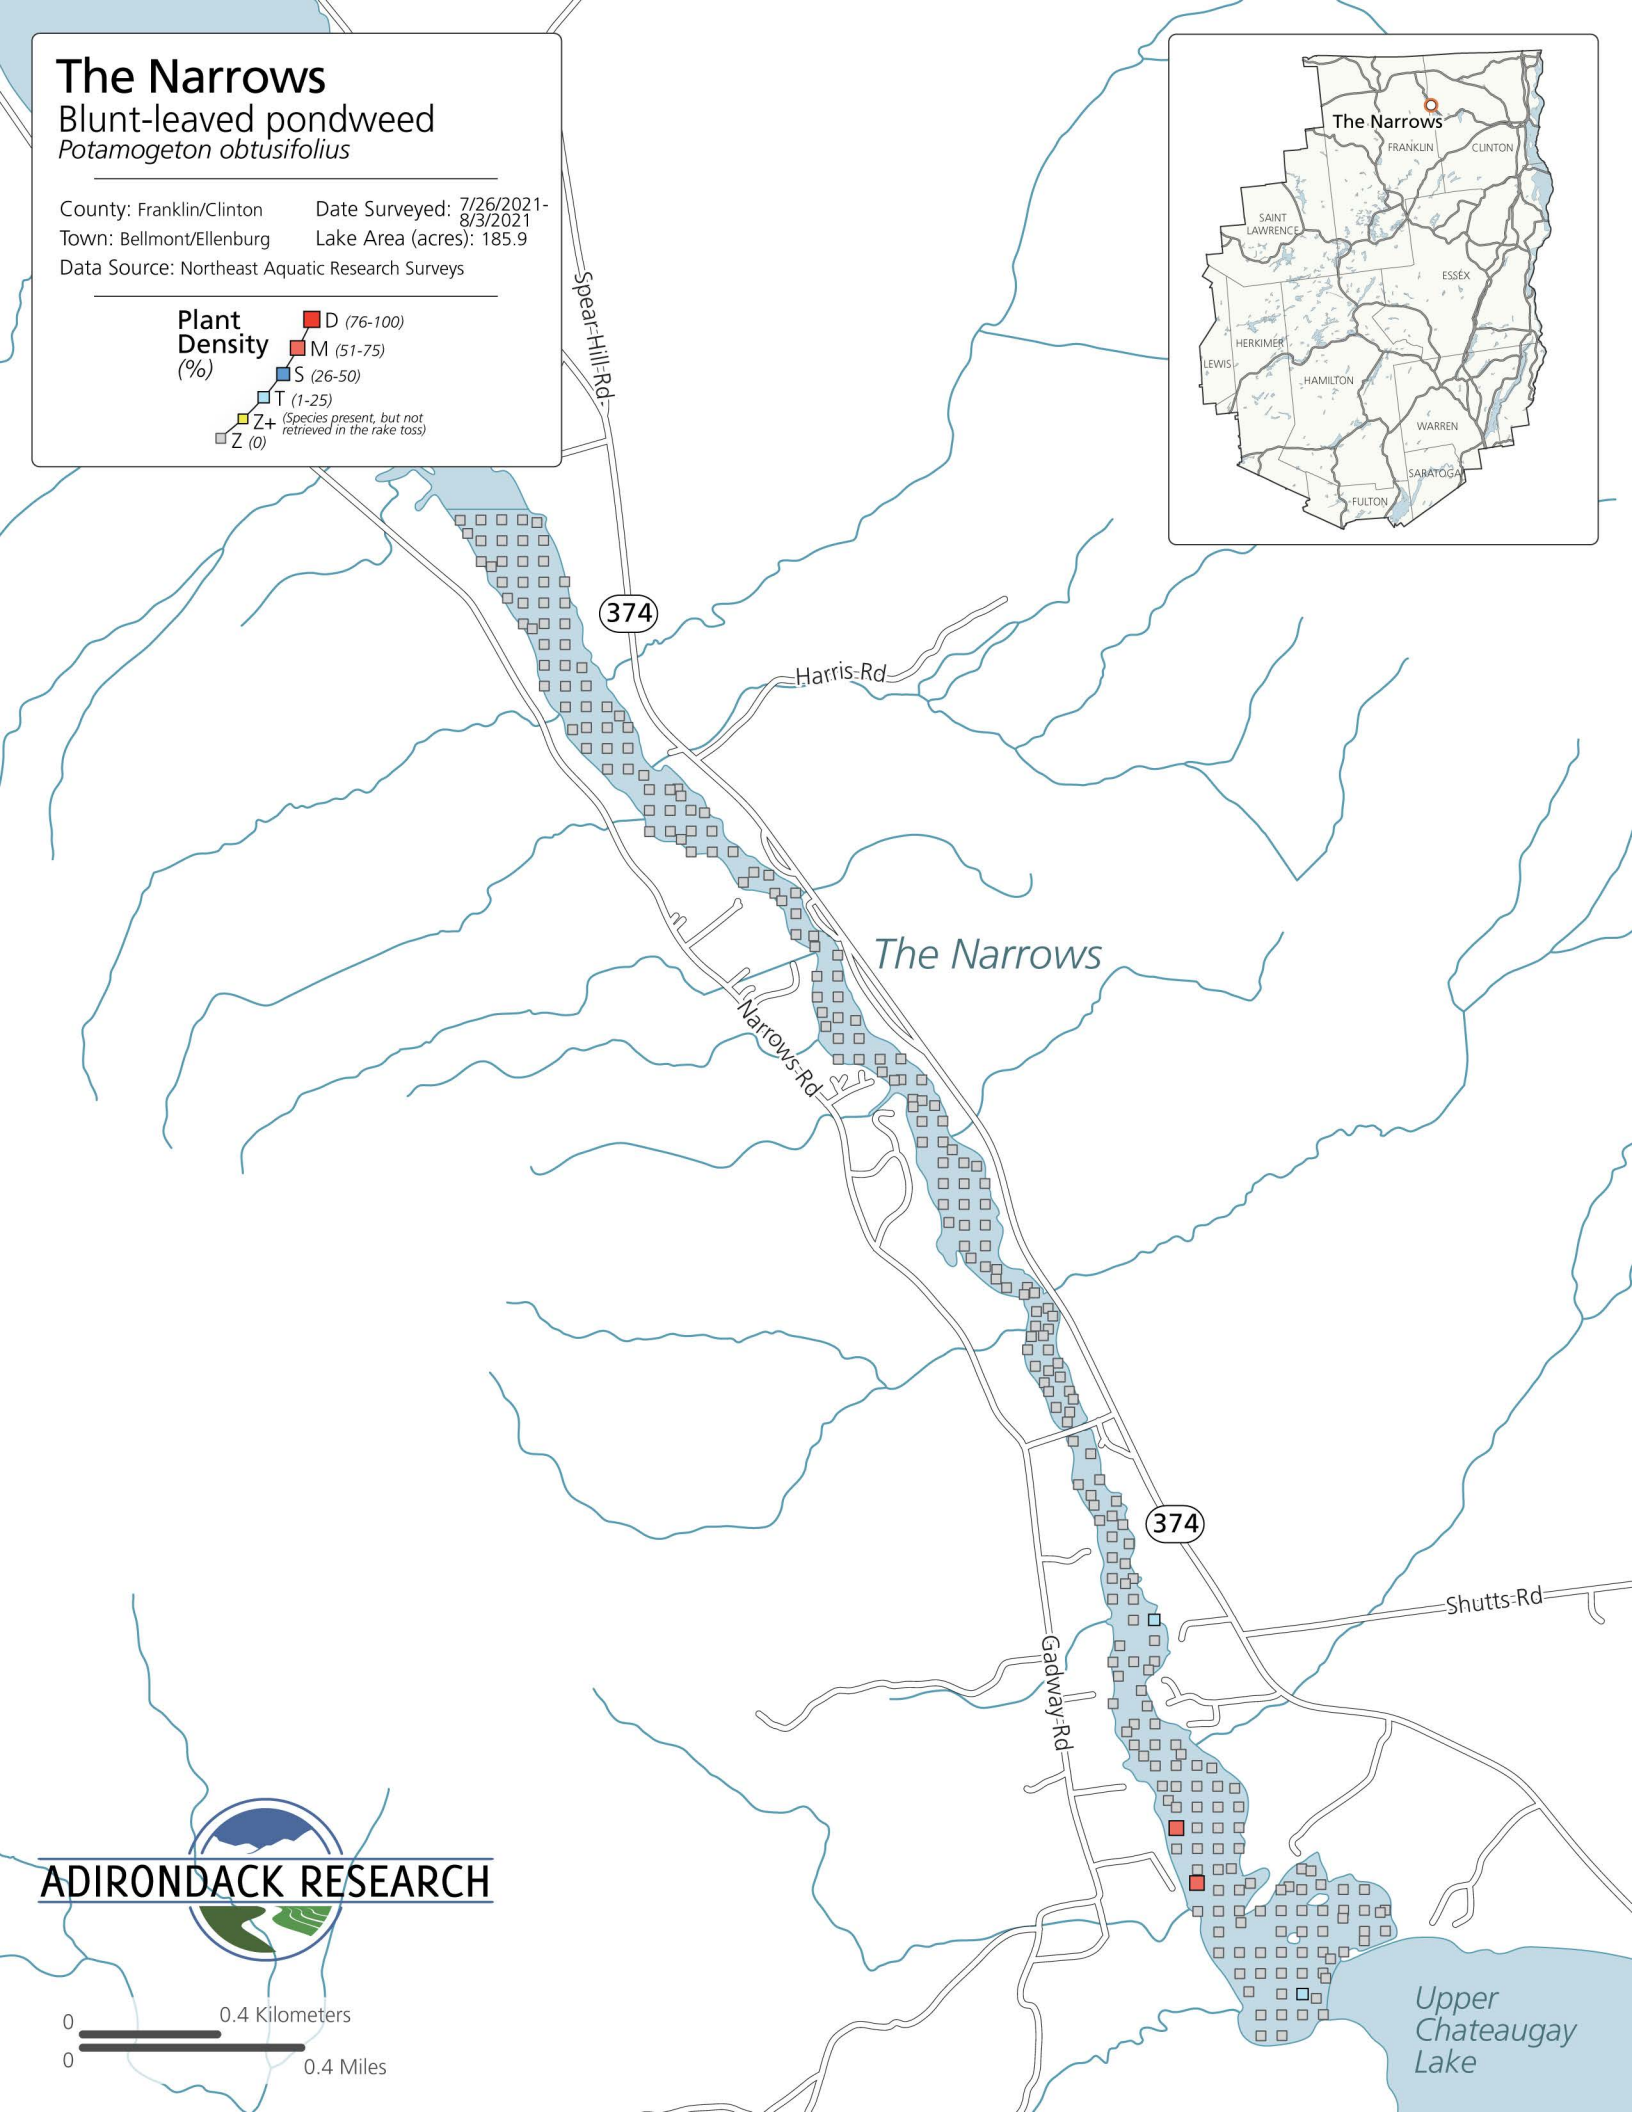 The Narrows
Blunt-leaved pondweed
Potamogeton obtusifolius
County: Franklin/Clinton
Date Surveyed: 7/26/2021-
8/3/2021
Town: Bellmont/Ellenburg
Lake Area (acres): 185.9
Data Source: Northeast Aquatic Research Surveys
Plant
Density
(%)
D (76-100)
M (51-75)
S (26-50)
T (1-25)
Z+ (Species present, but not
retrieved in the rake toss)
Z (0)
The Narrows
FRANKLIN
CLINTON
SAINT
LAWRENCE
ESSEX
HERKIMER
LEWIS
HAMILTON
WARREN
SARATOGA
FULTON
Spear-Hill-Rd-
374
Harris-Rd
The Narrows
Narrows-Rd
374
Shutts-Rd
Gadway-Rd
ADIRONDACK RESEARCH
0
0.4 Kilometers
0
0.4 Miles
Upper
Chateaugay
Lake